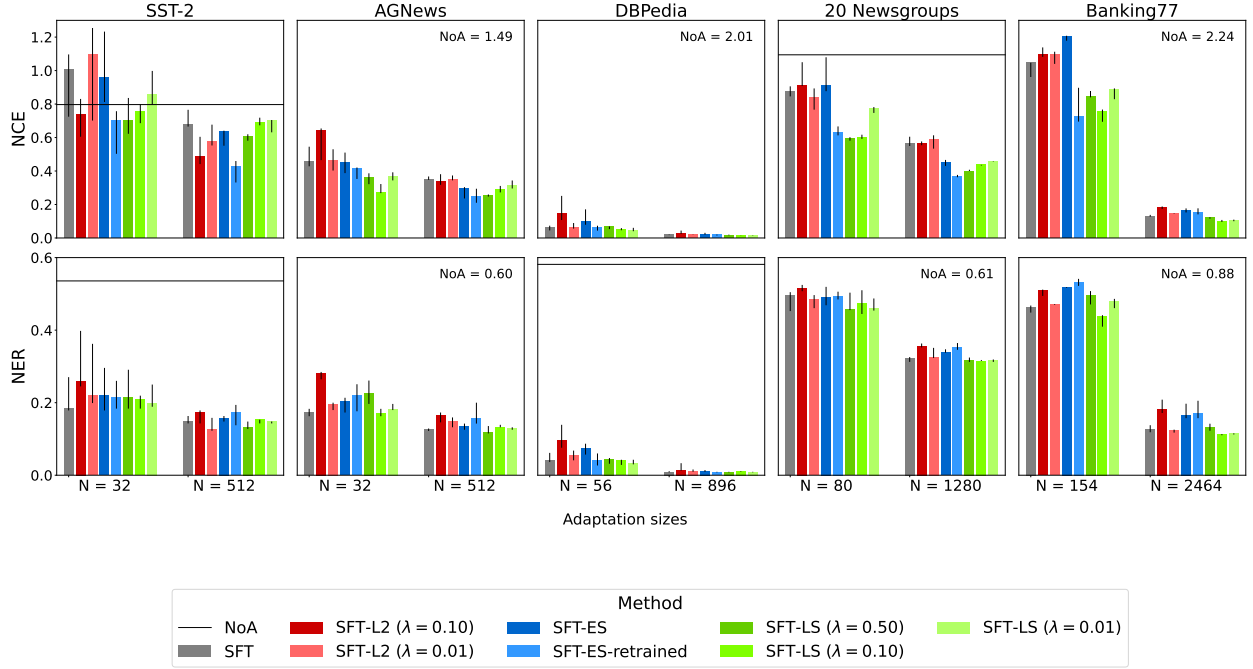 SST-2 AGNews DBPedia 20 Newsgroups Banking77
NCE
1.2
1.0
0.8
0.6
0.4
0.2
0.0
NoA = 1.49
NoA = 2.01
NoA = 2.24
NER
0.6
0.4
0.2
0.0
NoA = 0.60
NoA = 0.61
NoA = 0.88
N = 32 N = 512 N = 32 N = 512 N = 56 N = 896 N = 80 N = 1280 N = 154 N = 2464
Adaptation sizes
Method
NoA SFT-L2 (λ = 0.10) SFT-ES SFT-LS (λ = 0.50) SFT-LS (λ = 0.01)
SFT SFT-L2 (λ = 0.01) SFT-ES-retrained SFT-LS (λ = 0.10)